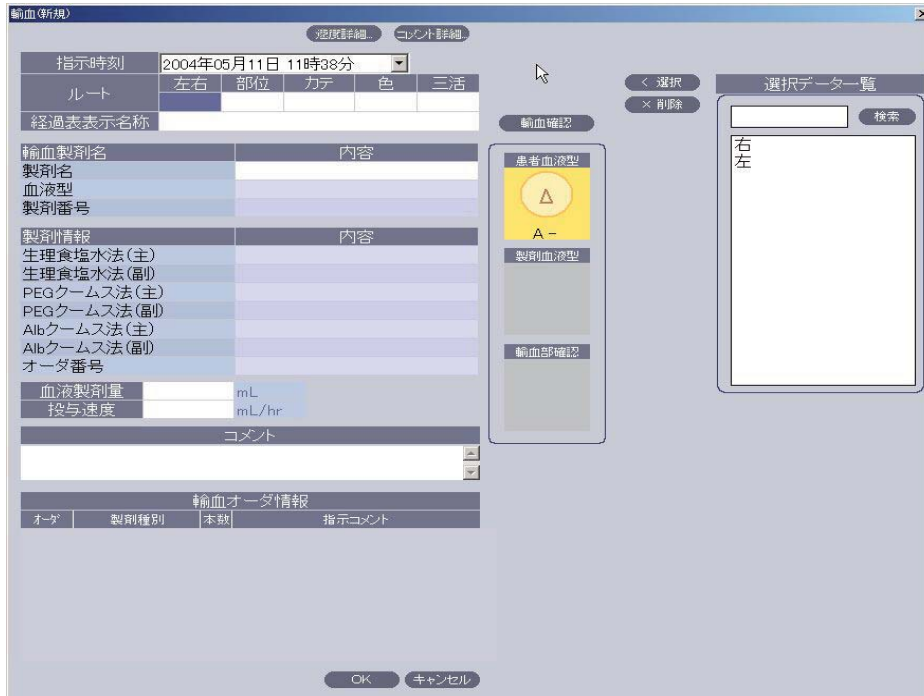 輸血(新規)
速度詳細... コメント詳細...
指示時刻 2004年05月11日 11時38分
ルート 左右 部位 カテ 色 三活
経過表表示名称
輸血製剤名 内容
製剤名
血液型
製剤番号
製剤情報 内容
生理食塩水法(主)
生理食塩水法(副)
PEGクームス法(主)
PEGクームス法(副)
Albクームス法(主)
Albクームス法(副)
オーダ番号
血液製剤量 mL
投与速度 mL/hr
コメント
輸血オーダ情報
オーダ 製剤種別 本数 指示コメント
OK キャンセル
輸血確認
患者血液型
A
A −
製剤血液型
輸血部確認
< 選択
× 削除
選択データ一覧
検索
右
左